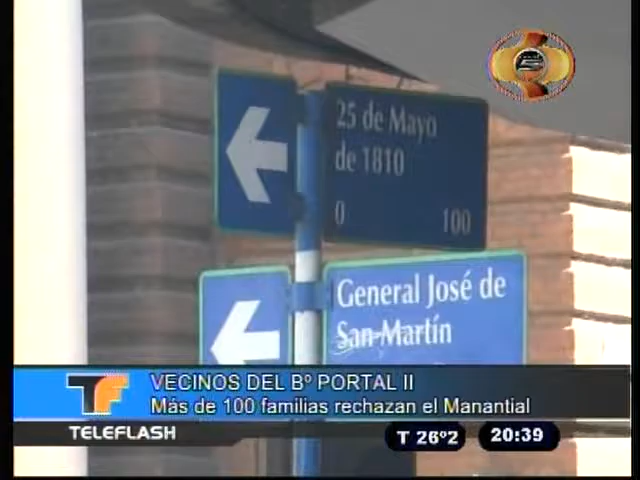 25 de Mayo
de 1810
0 100
General José de
San Martín
TF
VECINOS DEL Bº PORTAL II
Más de 100 familias rechazan el Manantial
TELEFLASH
T 26º2
20:39